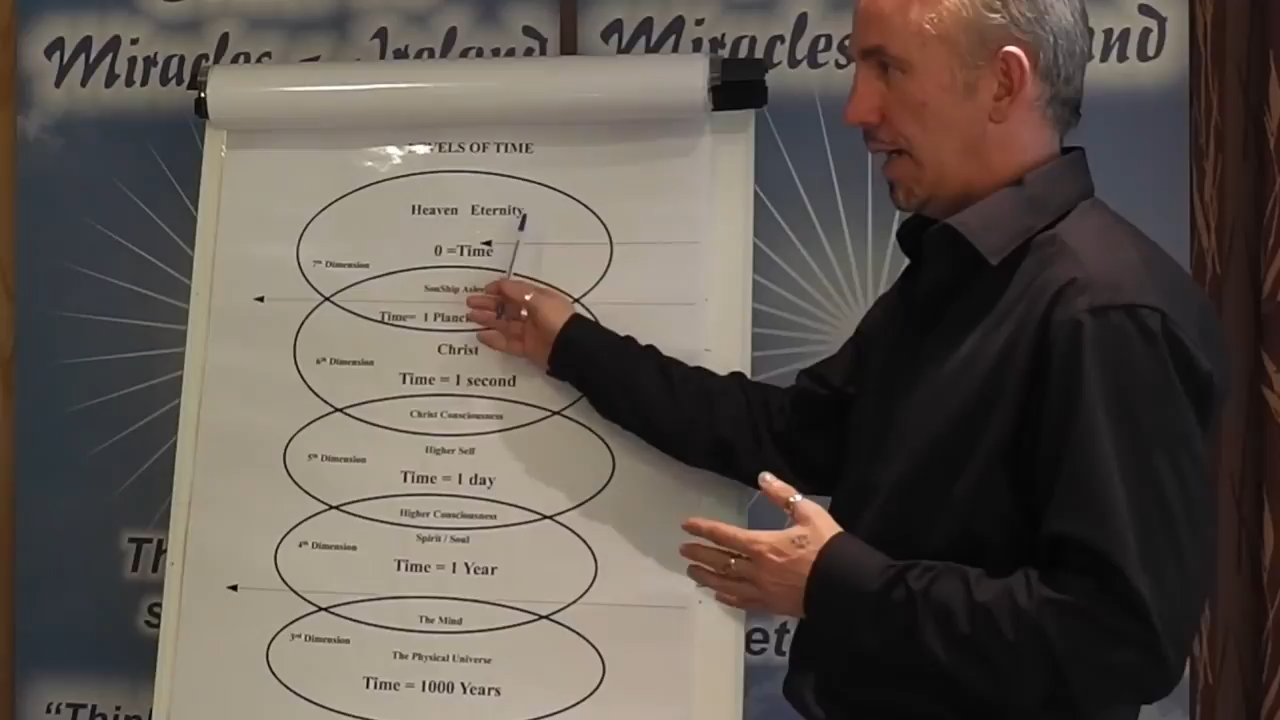 Miracles - Ireland
Miracles
nd
LEVELS OF TIME
Heaven Eternity
0 =Time
7th Dimension
SonShip
Time= 1 Planck
Christ
6th Dimension
Time = 1 second
Christ Consciousness
Higher Self
5th Dimension
Time = 1 day
Higher Consciousness
Spirit / Soul
4th Dimension
Time = 1 Year
The Mind
3rd Dimension
The Physical Universe
Time = 1000 Years
Th
s
et
“Thin